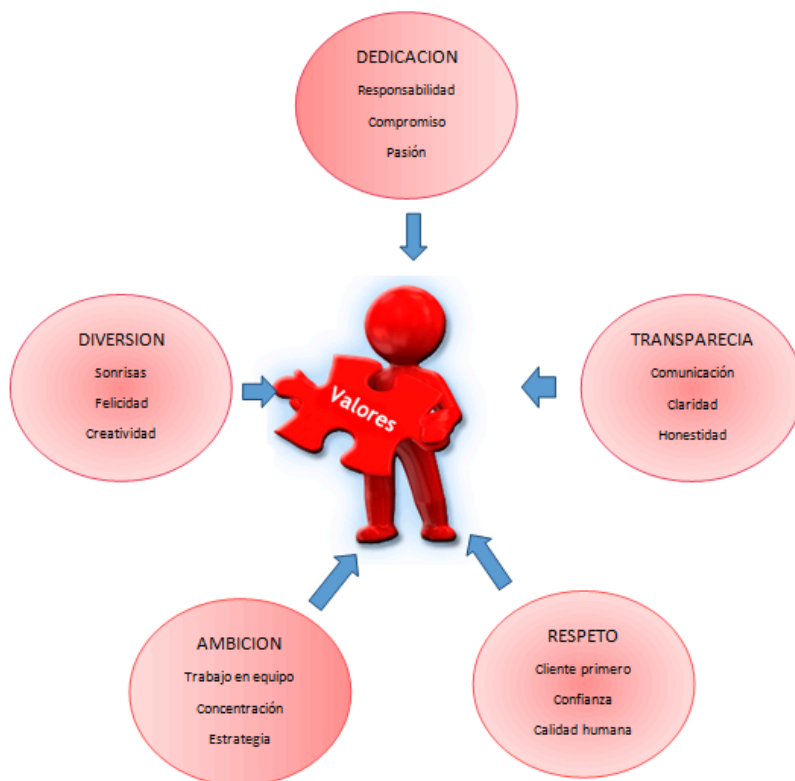 DEDICACION
Responsabilidad
Compromiso
Pasión
DIVERSION
Sonrisas
Felicidad
Creatividad
Valores
TRANSPARECIA
Comunicación
Claridad
Honestidad
AMBICION
Trabajo en equipo
Concentración
Estrategia
RESPETO
Cliente primero
Confianza
Calidad humana